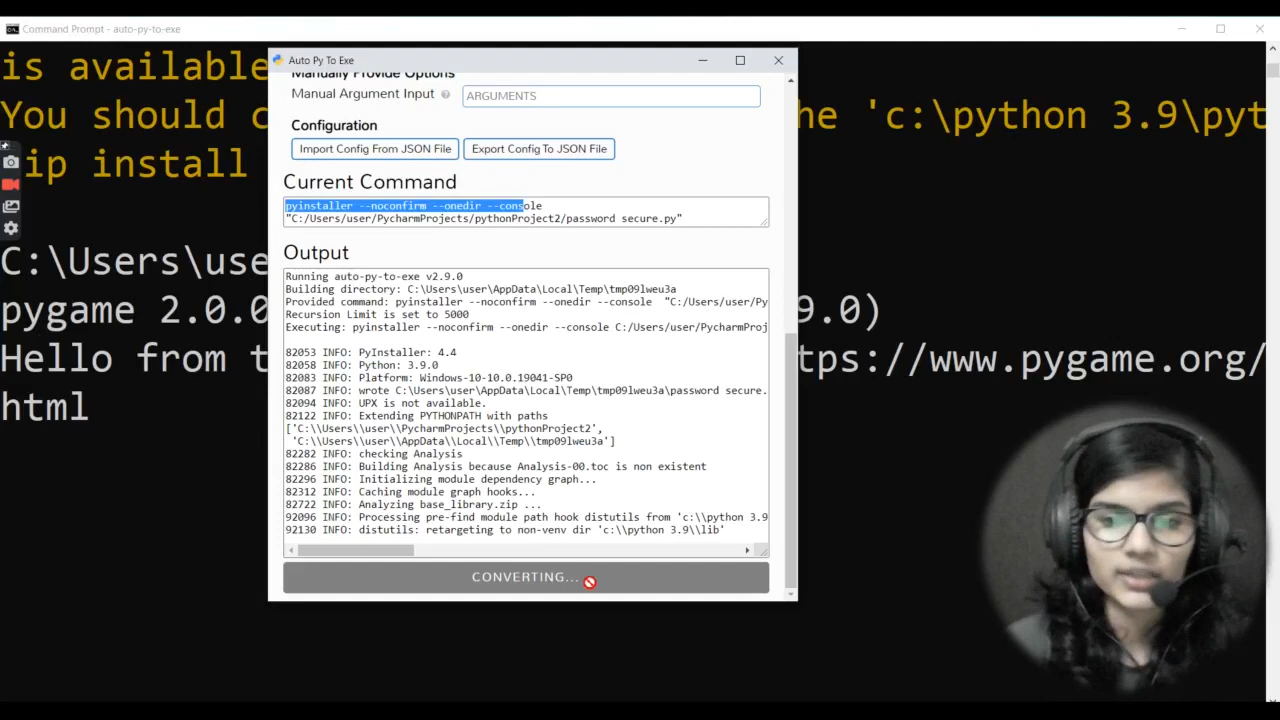 Command Prompt - auto-py-to-exe
is available
You should c
he 'c:\python 3.9\pyt
ip install
C:\Users\use
pygame 2.0.0
9.0)
Hello from t
tps://www.pygame.org/
html
Auto Py To Exe
Manually Provide Options
Manual Argument Input
ARGUMENTS
Configuration
Import Config From JSON File
Export Config To JSON File
Current Command
pyinstaller --noconfirm --onedir --console
"C:/Users/user/PycharmProjects/pythonProject2/password secure.py"
Output
Running auto-py-to-exe v2.9.0
Building directory: C:\Users\user\AppData\Local\Temp\tmp09lweu3a
Provided command: pyinstaller --noconfirm --onedir --console  "C:/Users/user/Py
Recursion Limit is set to 5000
Executing: pyinstaller --noconfirm --onedir --console C:/Users/user/PycharmProj
82053 INFO: PyInstaller: 4.4
82058 INFO: Python: 3.9.0
82083 INFO: Platform: Windows-10-10.0.19041-SP0
82087 INFO: wrote C:\Users\user\AppData\Local\Temp\tmp09lweu3a\password secure.
82094 INFO: UPX is not available.
82122 INFO: Extending PYTHONPATH with paths
['C:\\Users\\user\\PycharmProjects\\pythonProject2',
'C:\\Users\\user\\AppData\\Local\\Temp\\tmp09lweu3a']
82282 INFO: checking Analysis
82286 INFO: Building Analysis because Analysis-00.toc is non existent
82296 INFO: Initializing module dependency graph...
82312 INFO: Caching module graph hooks...
82722 INFO: Analyzing base_library.zip ...
92096 INFO: Processing pre-find module path hook distutils from 'c:\\python 3.9
92130 INFO: distutils: retargeting to non-venv dir 'c:\\python 3.9\\lib'
CONVERTING...